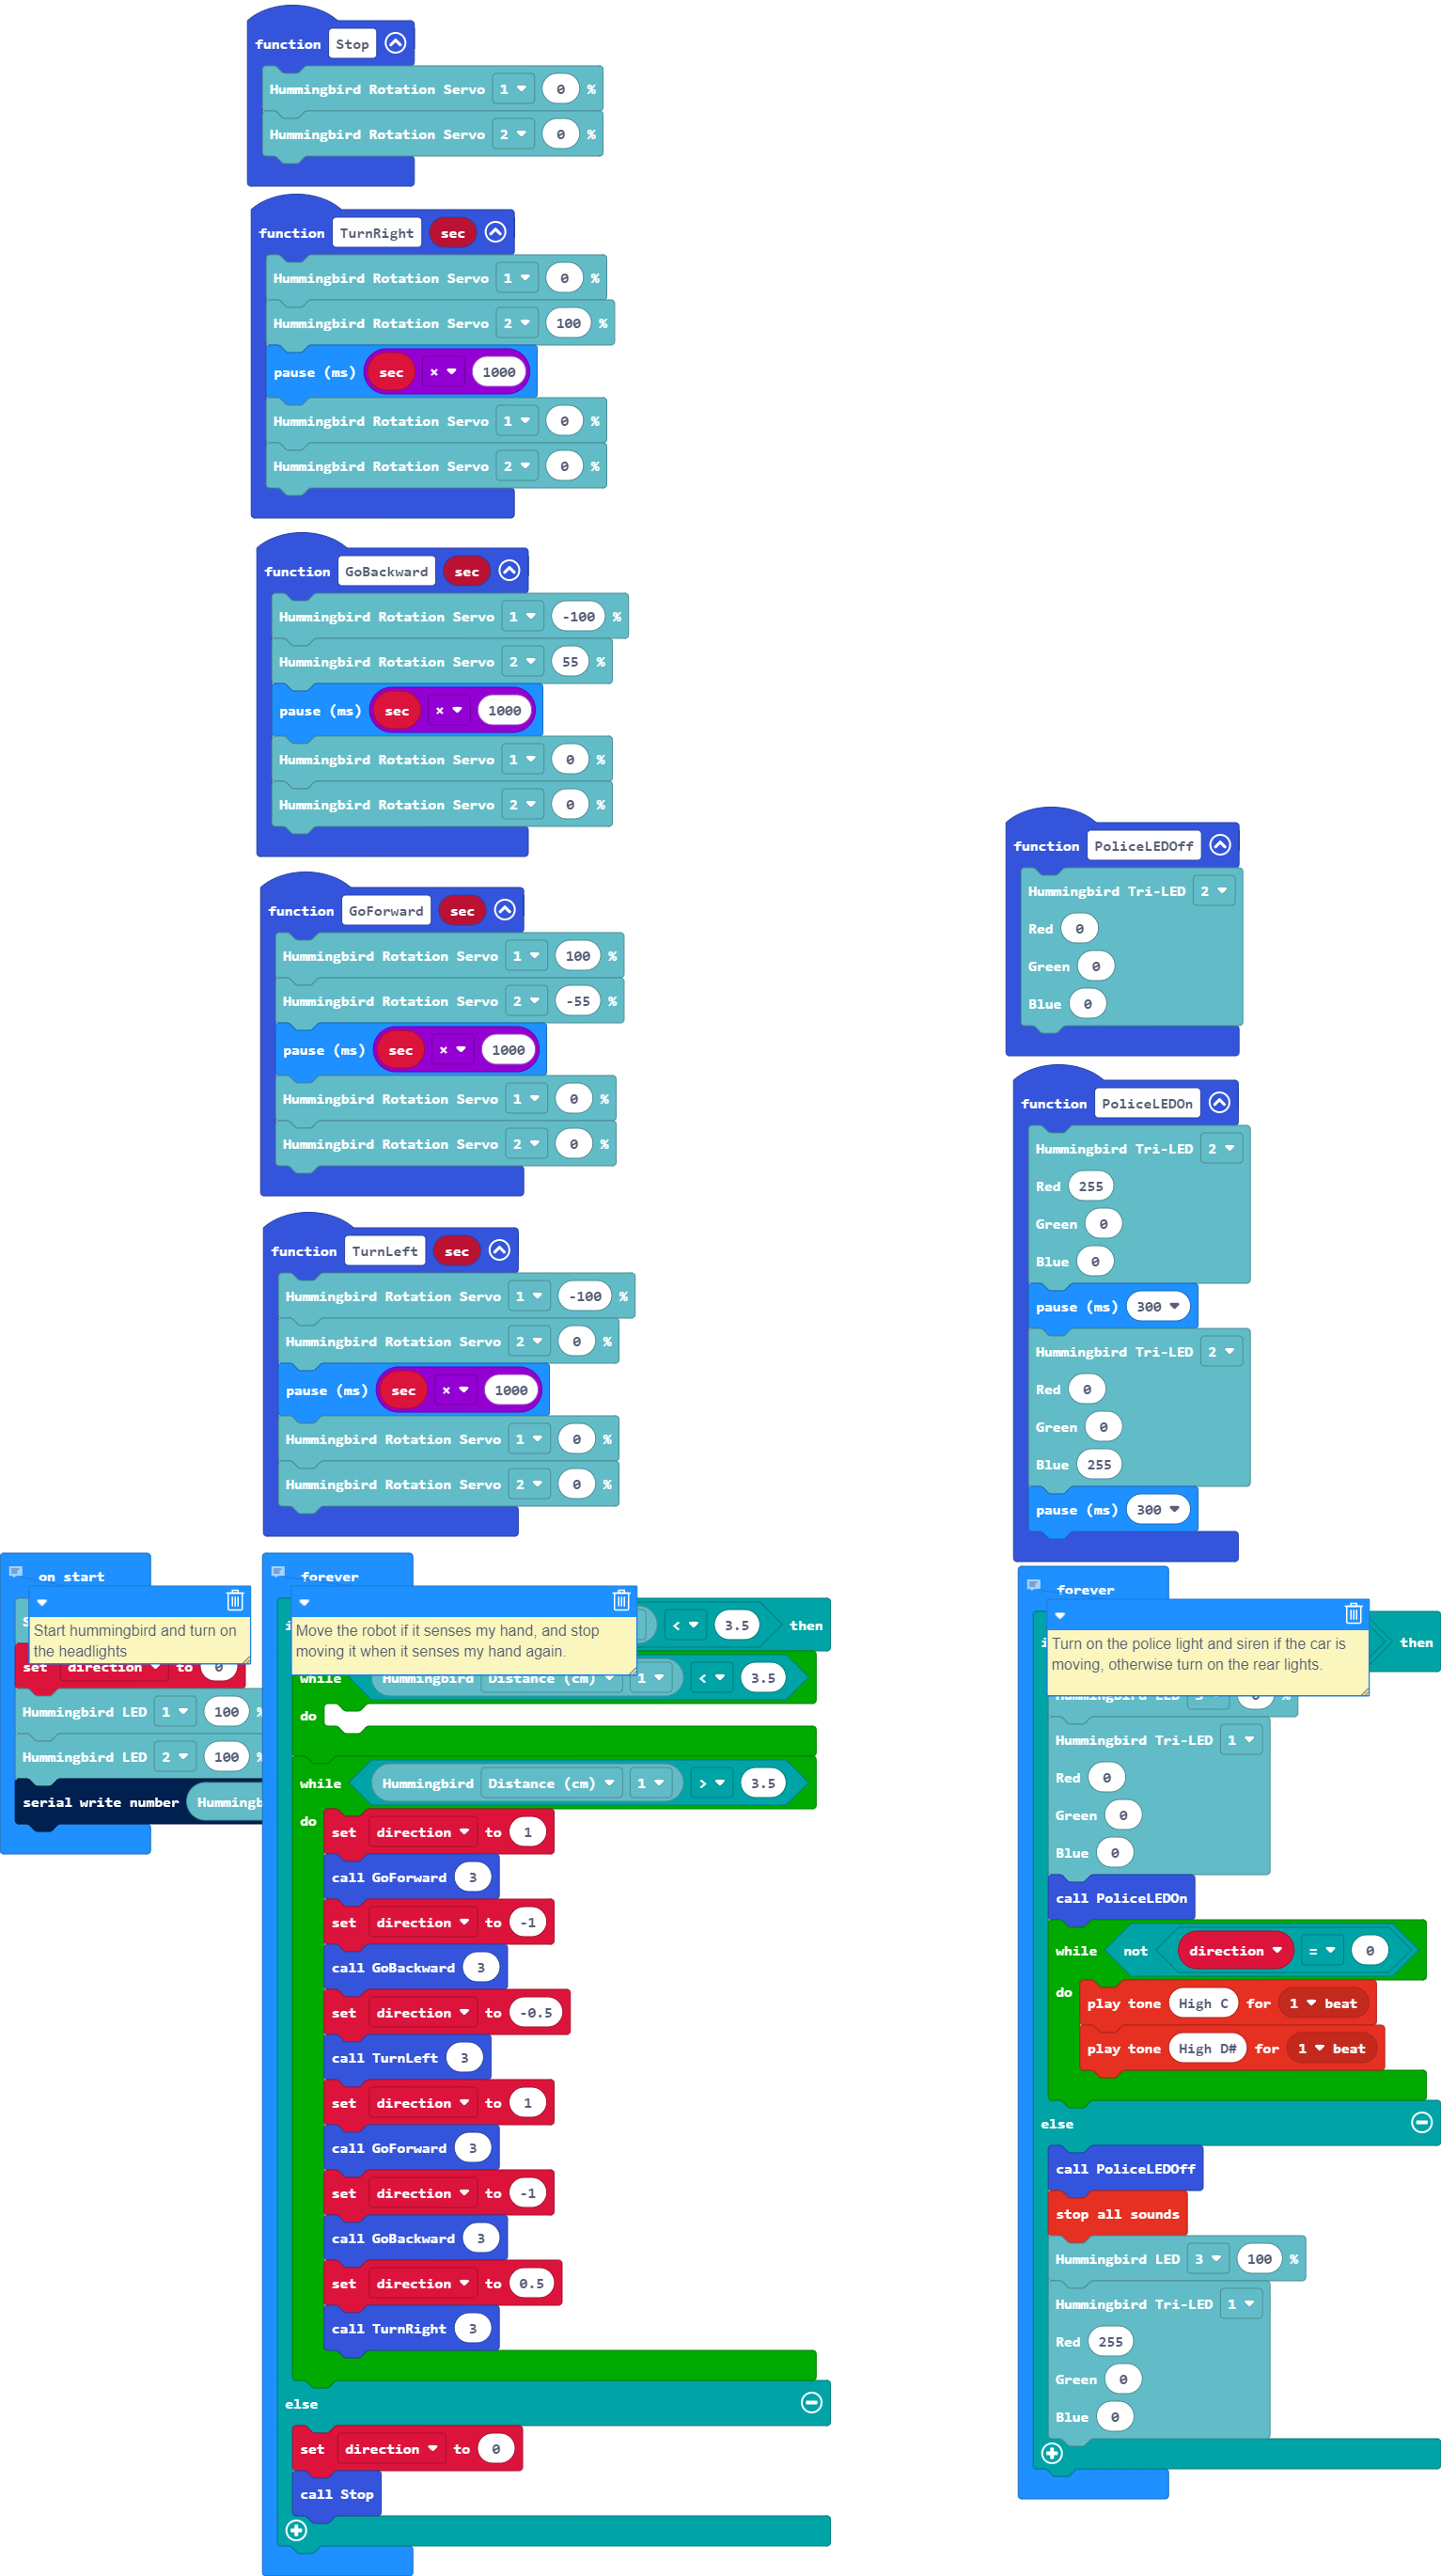 function Stop
Hummingbird Rotation Servo 1 0 %
Hummingbird Rotation Servo 2 0 %
function TurnRight sec
Hummingbird Rotation Servo 1 0 %
Hummingbird Rotation Servo 2 100 %
pause (ms) sec × 1000
Hummingbird Rotation Servo 1 0 %
Hummingbird Rotation Servo 2 0 %
function GoBackward sec
Hummingbird Rotation Servo 1 -100 %
Hummingbird Rotation Servo 2 55 %
pause (ms) sec × 1000
Hummingbird Rotation Servo 1 0 %
Hummingbird Rotation Servo 2 0 %
function GoForward sec
Hummingbird Rotation Servo 1 100 %
Hummingbird Rotation Servo 2 -55 %
pause (ms) sec × 1000
Hummingbird Rotation Servo 1 0 %
Hummingbird Rotation Servo 2 0 %
function TurnLeft sec
Hummingbird Rotation Servo 1 -100 %
Hummingbird Rotation Servo 2 0 %
pause (ms) sec × 1000
Hummingbird Rotation Servo 1 0 %
Hummingbird Rotation Servo 2 0 %
on start
Start hummingbird and turn on
the headlights
set direction to 0
Hummingbird LED 1 100 %
Hummingbird LED 2 100 %
serial write number
forever
Move the robot if it senses my hand, and stop
moving it when it senses my hand again.
< 3.5 then
while Hummingbird Distance (cm) 1 < 3.5
do
while Hummingbird Distance (cm) 1 > 3.5
do
set direction to 1
call GoForward 3
set direction to -1
call GoBackward 3
set direction to -0.5
call TurnLeft 3
set direction to 1
call GoForward 3
set direction to -1
call GoBackward 3
set direction to 0.5
call TurnRight 3
else
set direction to 0
call Stop
function PoliceLEDOff
Hummingbird Tri-LED 2
Red 0
Green 0
Blue 0
function PoliceLEDOn
Hummingbird Tri-LED 2
Red 255
Green 0
Blue 0
pause (ms) 300
Hummingbird Tri-LED 2
Red 0
Green 0
Blue 255
pause (ms) 300
forever
Turn on the police light and siren if the car is
moving, otherwise turn on the rear lights.
then
Hummingbird LED 3 0 %
Hummingbird Tri-LED 1
Red 0
Green 0
Blue 0
call PoliceLEDOn
while not direction = 0
do
play tone High C for 1 beat
play tone High D# for 1 beat
else
call PoliceLEDOff
stop all sounds
Hummingbird LED 3 100 %
Hummingbird Tri-LED 1
Red 255
Green 0
Blue 0